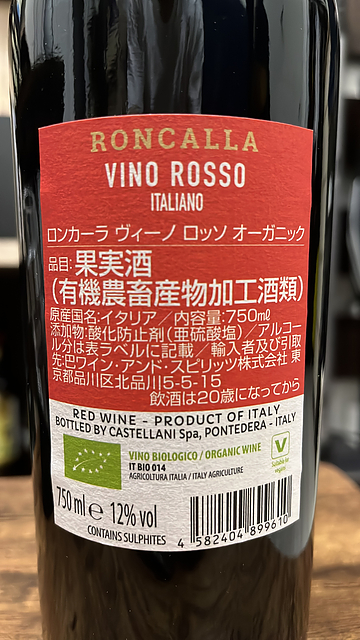 RONCALLA
VINO ROSSO
ITALIANO
ロンカーラ ヴィーノ ロッソ オーガニック
品目:果実酒
(有機農畜産物加工酒類)
原産国名:イタリア／内容量:750mℓ
添加物:酸化防止剤(亜硫酸塩)／アルコー
ル分は表ラベルに記載／輸入者及び引取
先:巴ワイン・アンド・スピリッツ株式会社 東
京都品川区北品川5-5-15
飲酒は20歳になってから
RED WINE - PRODUCT OF ITALY
BOTTLED BY CASTELLANI Spa, PONTEDERA - ITALY
VINO BIOLOGICO / ORGANIC WINE
IT BIO 014
AGRICOLTURA ITALIA / ITALY AGRICULTURE
V
Suitable for
vegans
750 ml e 12% vol
CONTAINS SULPHITES
4 582404 899610